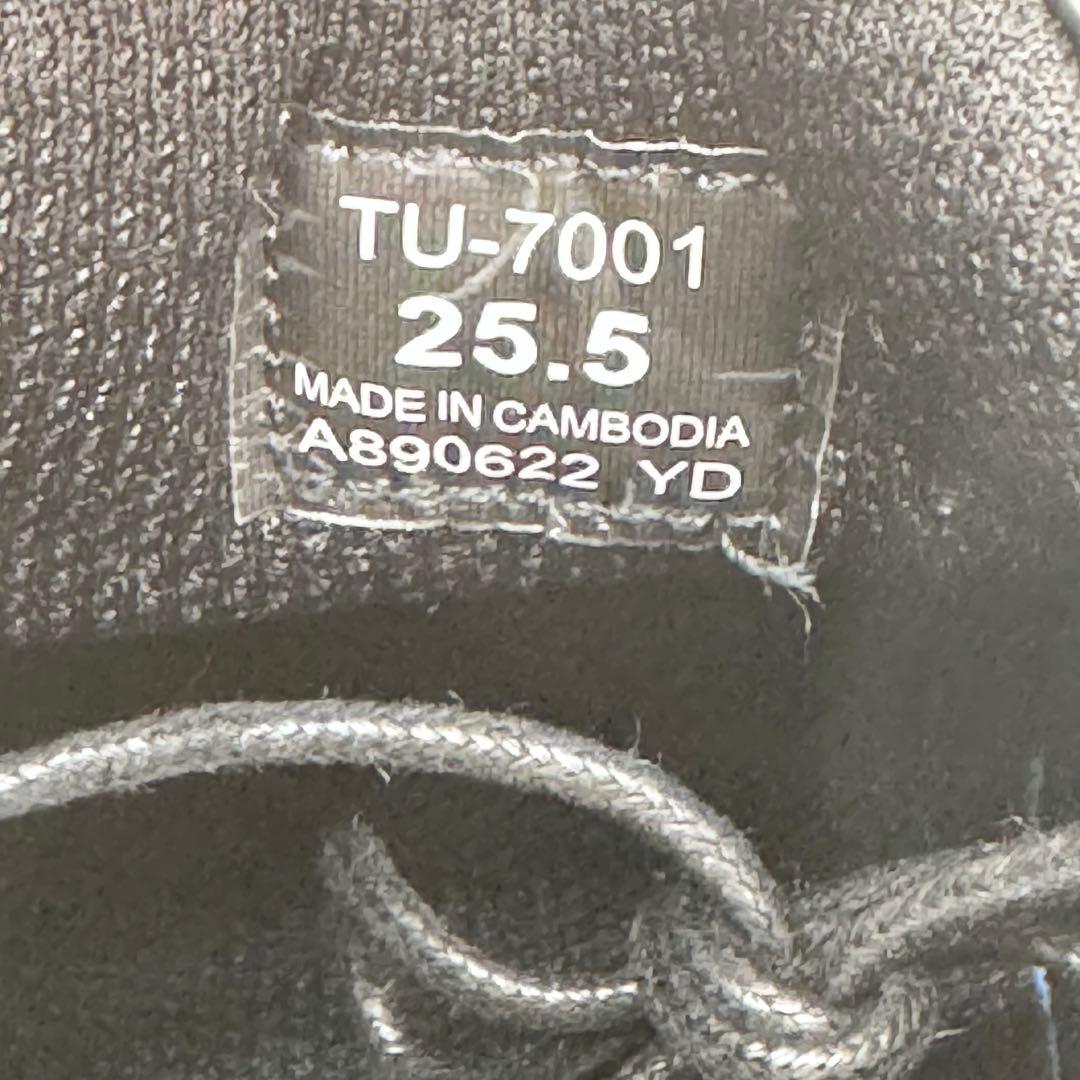 TU-7001
25.5
MADE IN CAMBODIA
A890622 YD